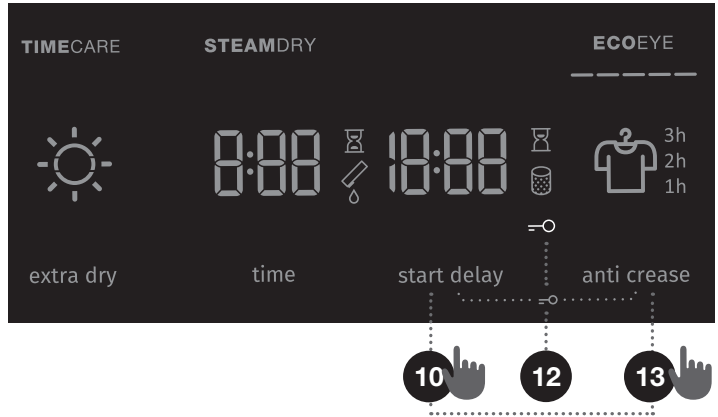 TIMECARE STEAMDRY ECOEYE
8:88 18:88 3h
2h
1h
extra dry time start delay anti crease
10 12 13